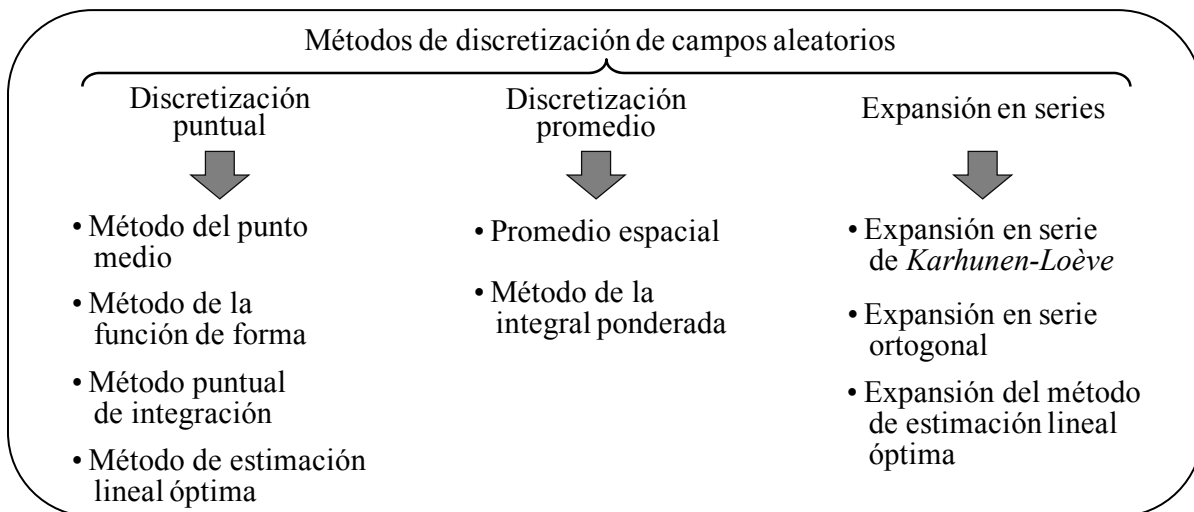 Métodos de discretización de campos aleatorios
Discretización
puntual
• Método del punto
medio
• Método de la
función de forma
• Método puntual
de integración
• Método de estimación
lineal óptima
Discretización
promedio
• Promedio espacial
• Método de la
integral ponderada
Expansión en series
• Expansión en serie
de Karhunen-Loève
• Expansión en serie
ortogonal
• Expansión del método
de estimación lineal
óptima